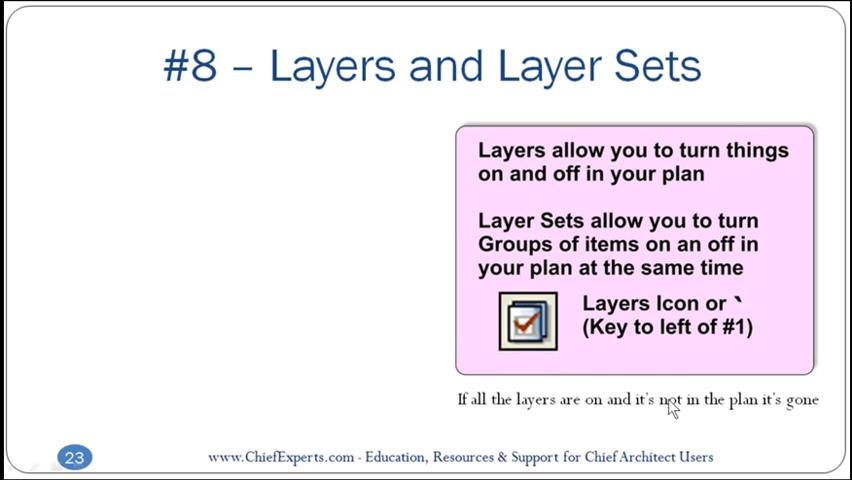 #8 – Layers and Layer Sets
Layers allow you to turn things
on and off in your plan
Layer Sets allow you to turn
Groups of items on an off in
your plan at the same time
Layers Icon or `
(Key to left of #1)
If all the layers are on and it's not in the plan it's gone
23
www.ChiefExperts.com - Education, Resources & Support for Chief Architect Users